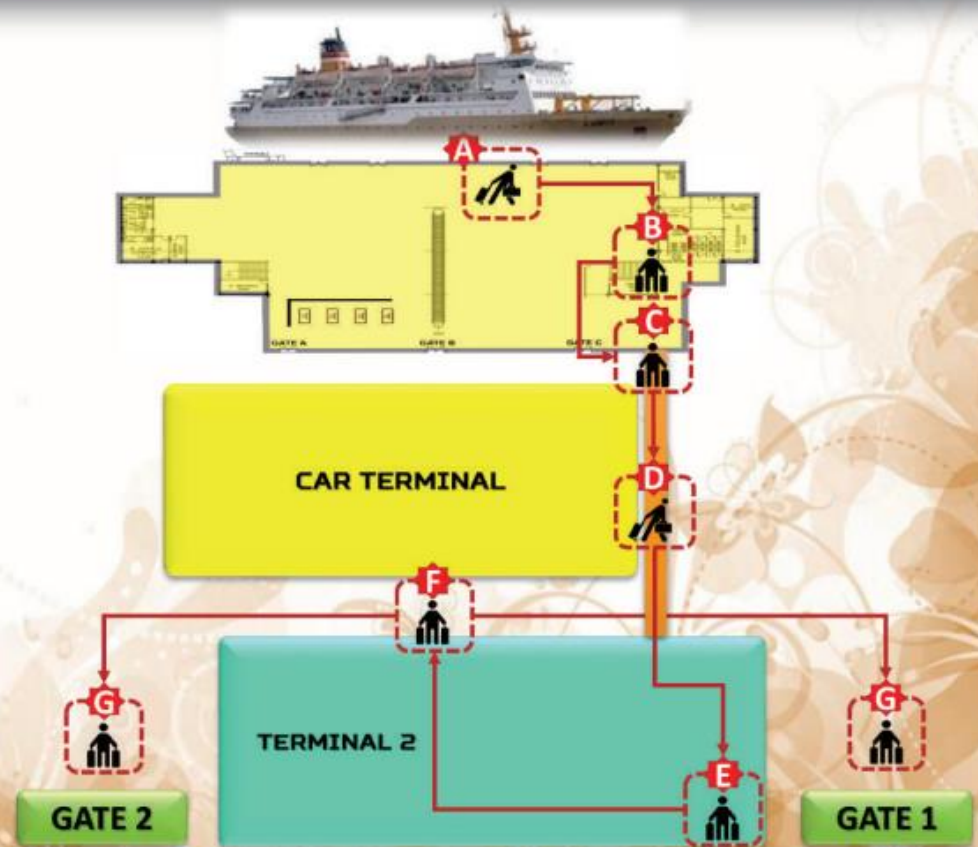 A
B
C
GATE A
GATE B
GATE C
CAR TERMINAL
D
F
G
G
TERMINAL 2
E
GATE 2
GATE 1